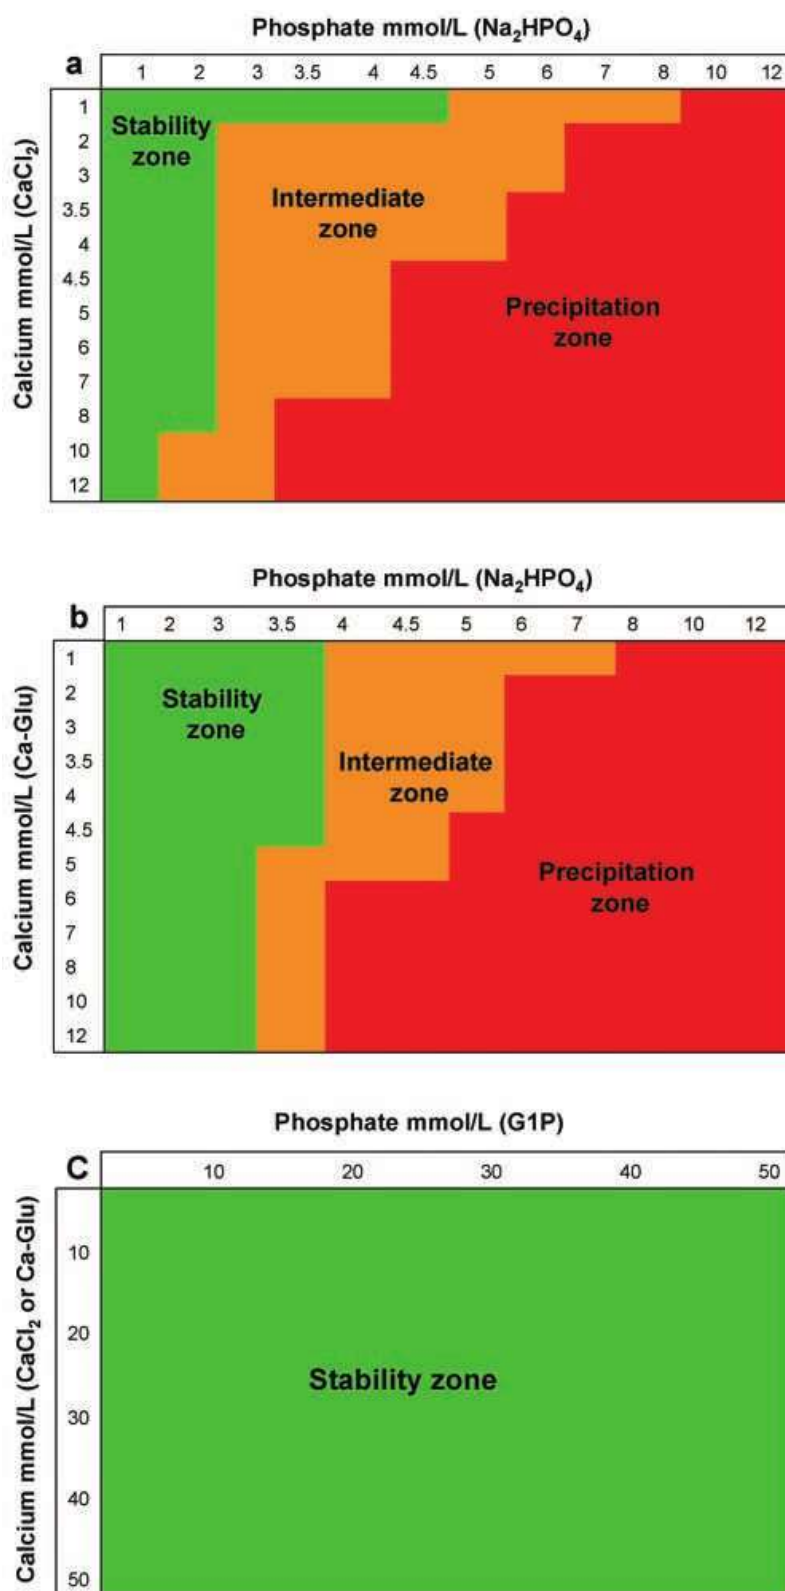 Phosphate mmol/L (Na₂HPO₄)
a
1 2 3 3.5 4 4.5 5 6 7 8 10 12
Calcium mmol/L (CaCl₂)
1
2
3
3.5
4
4.5
5
6
7
8
10
12
Stability
zone
Intermediate
zone
Precipitation
zone
Phosphate mmol/L (Na₂HPO₄)
b
1 2 3 3.5 4 4.5 5 6 7 8 10 12
Calcium mmol/L (Ca-Glu)
1
2
3
3.5
4
4.5
5
6
7
8
10
12
Stability
zone
Intermediate
zone
Precipitation
zone
Phosphate mmol/L (G1P)
C
10 20 30 40 50
Calcium mmol/L (CaCl₂ or Ca-Glu)
10
20
30
40
50
Stability zone